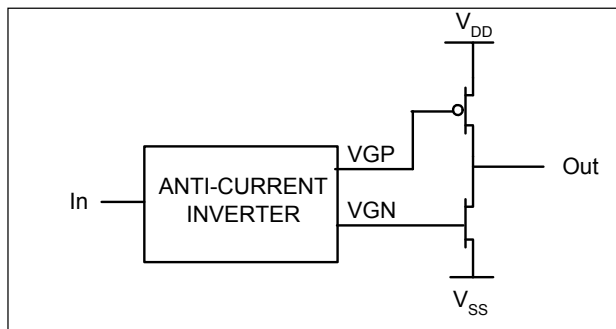 V_DD
VGP
ANTI-CURRENT
INVERTER
In
Out
VGN
V_SS